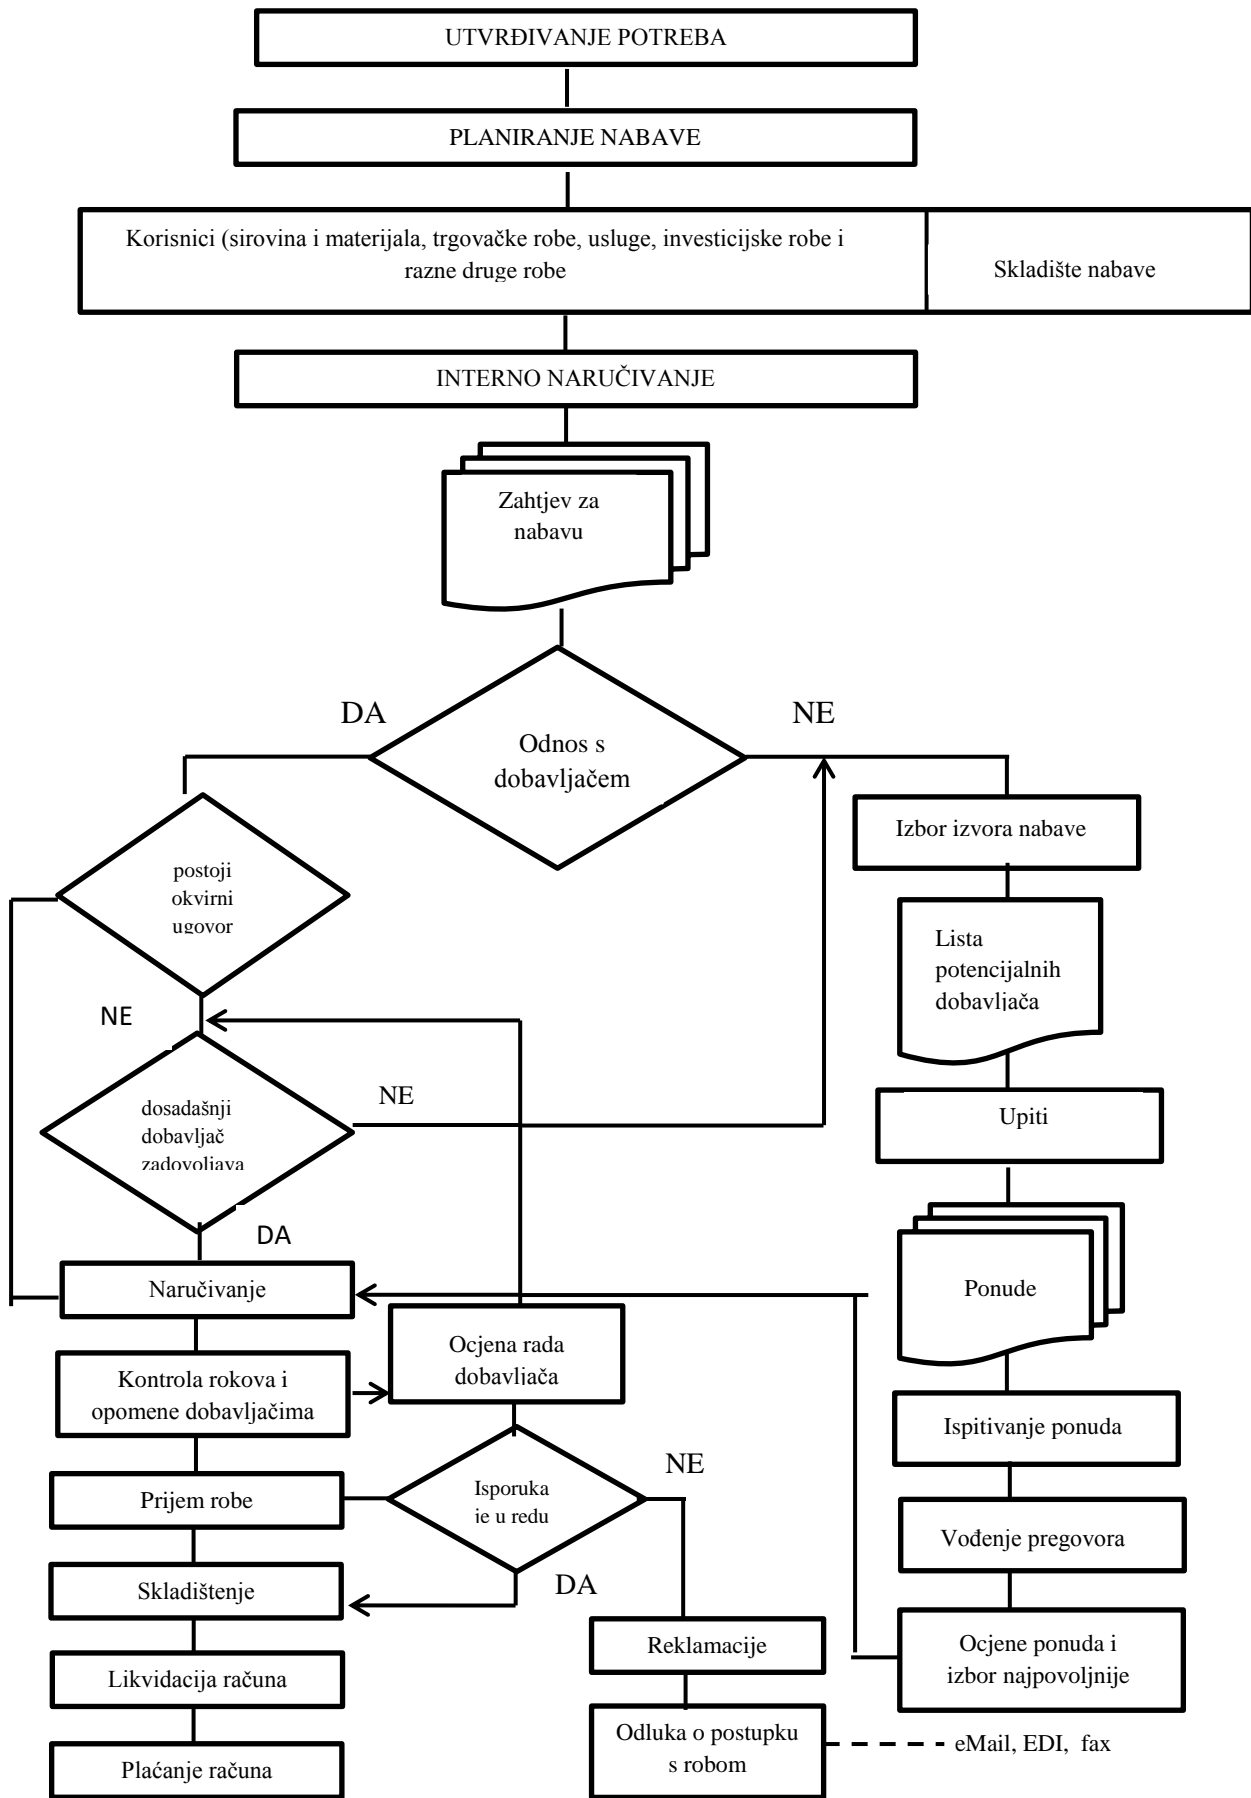 UTVRĐIVANJE POTREBA
PLANIRANJE NABAVE
Korisnici (sirovina i materijala, trgovačke robe, usluge, investicijske robe i
razne druge robe
Skladište nabave
INTERNO NARUČIVANJE
Zahtjev za
nabavu
DA
NE
Odnos s
dobavljačem
Izbor izvora nabave
postoji
okvirni
ugovor
Lista
potencijalnih
dobavljača
NE
NE
Upiti
dosadašnji
dobavljač
zadovoljava
DA
Naručivanje
Ponude
Ocjena rada
dobavljača
Kontrola rokova i
opomene dobavljačima
Ispitivanje ponuda
NE
Isporuka
je u redu
Prijem robe
Vođenje pregovora
DA
Skladištenje
Reklamacije
Ocjene ponuda i
izbor najpovoljnije
Likvidacija računa
Odluka o postupku
s robom
eMail, EDI, fax
Plaćanje računa